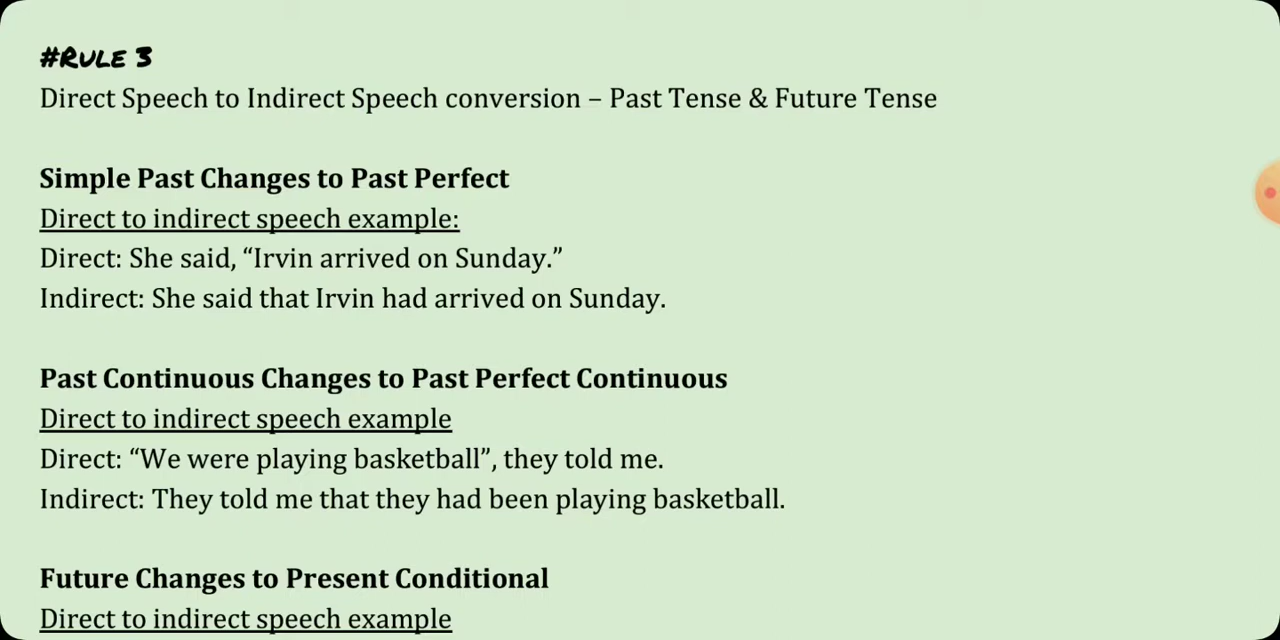 #Rule 3
Direct Speech to Indirect Speech conversion – Past Tense & Future Tense
Simple Past Changes to Past Perfect
Direct to indirect speech example:
Direct: She said, “Irvin arrived on Sunday.”
Indirect: She said that Irvin had arrived on Sunday.
Past Continuous Changes to Past Perfect Continuous
Direct to indirect speech example
Direct: “We were playing basketball”, they told me.
Indirect: They told me that they had been playing basketball.
Future Changes to Present Conditional
Direct to indirect speech example